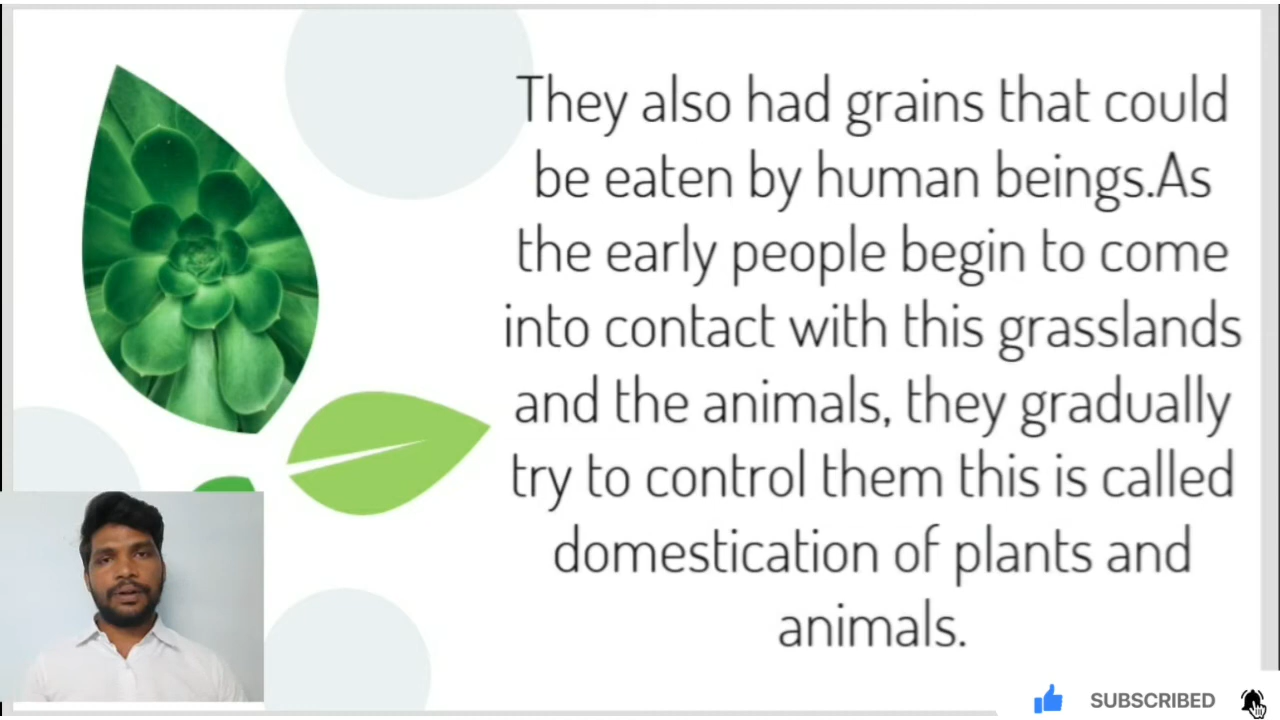 They also had grains that could
be eaten by human beings.As
the early people begin to come
into contact with this grasslands
and the animals, they gradually
try to control them this is called
domestication of plants and
animals.
SUBSCRIBED